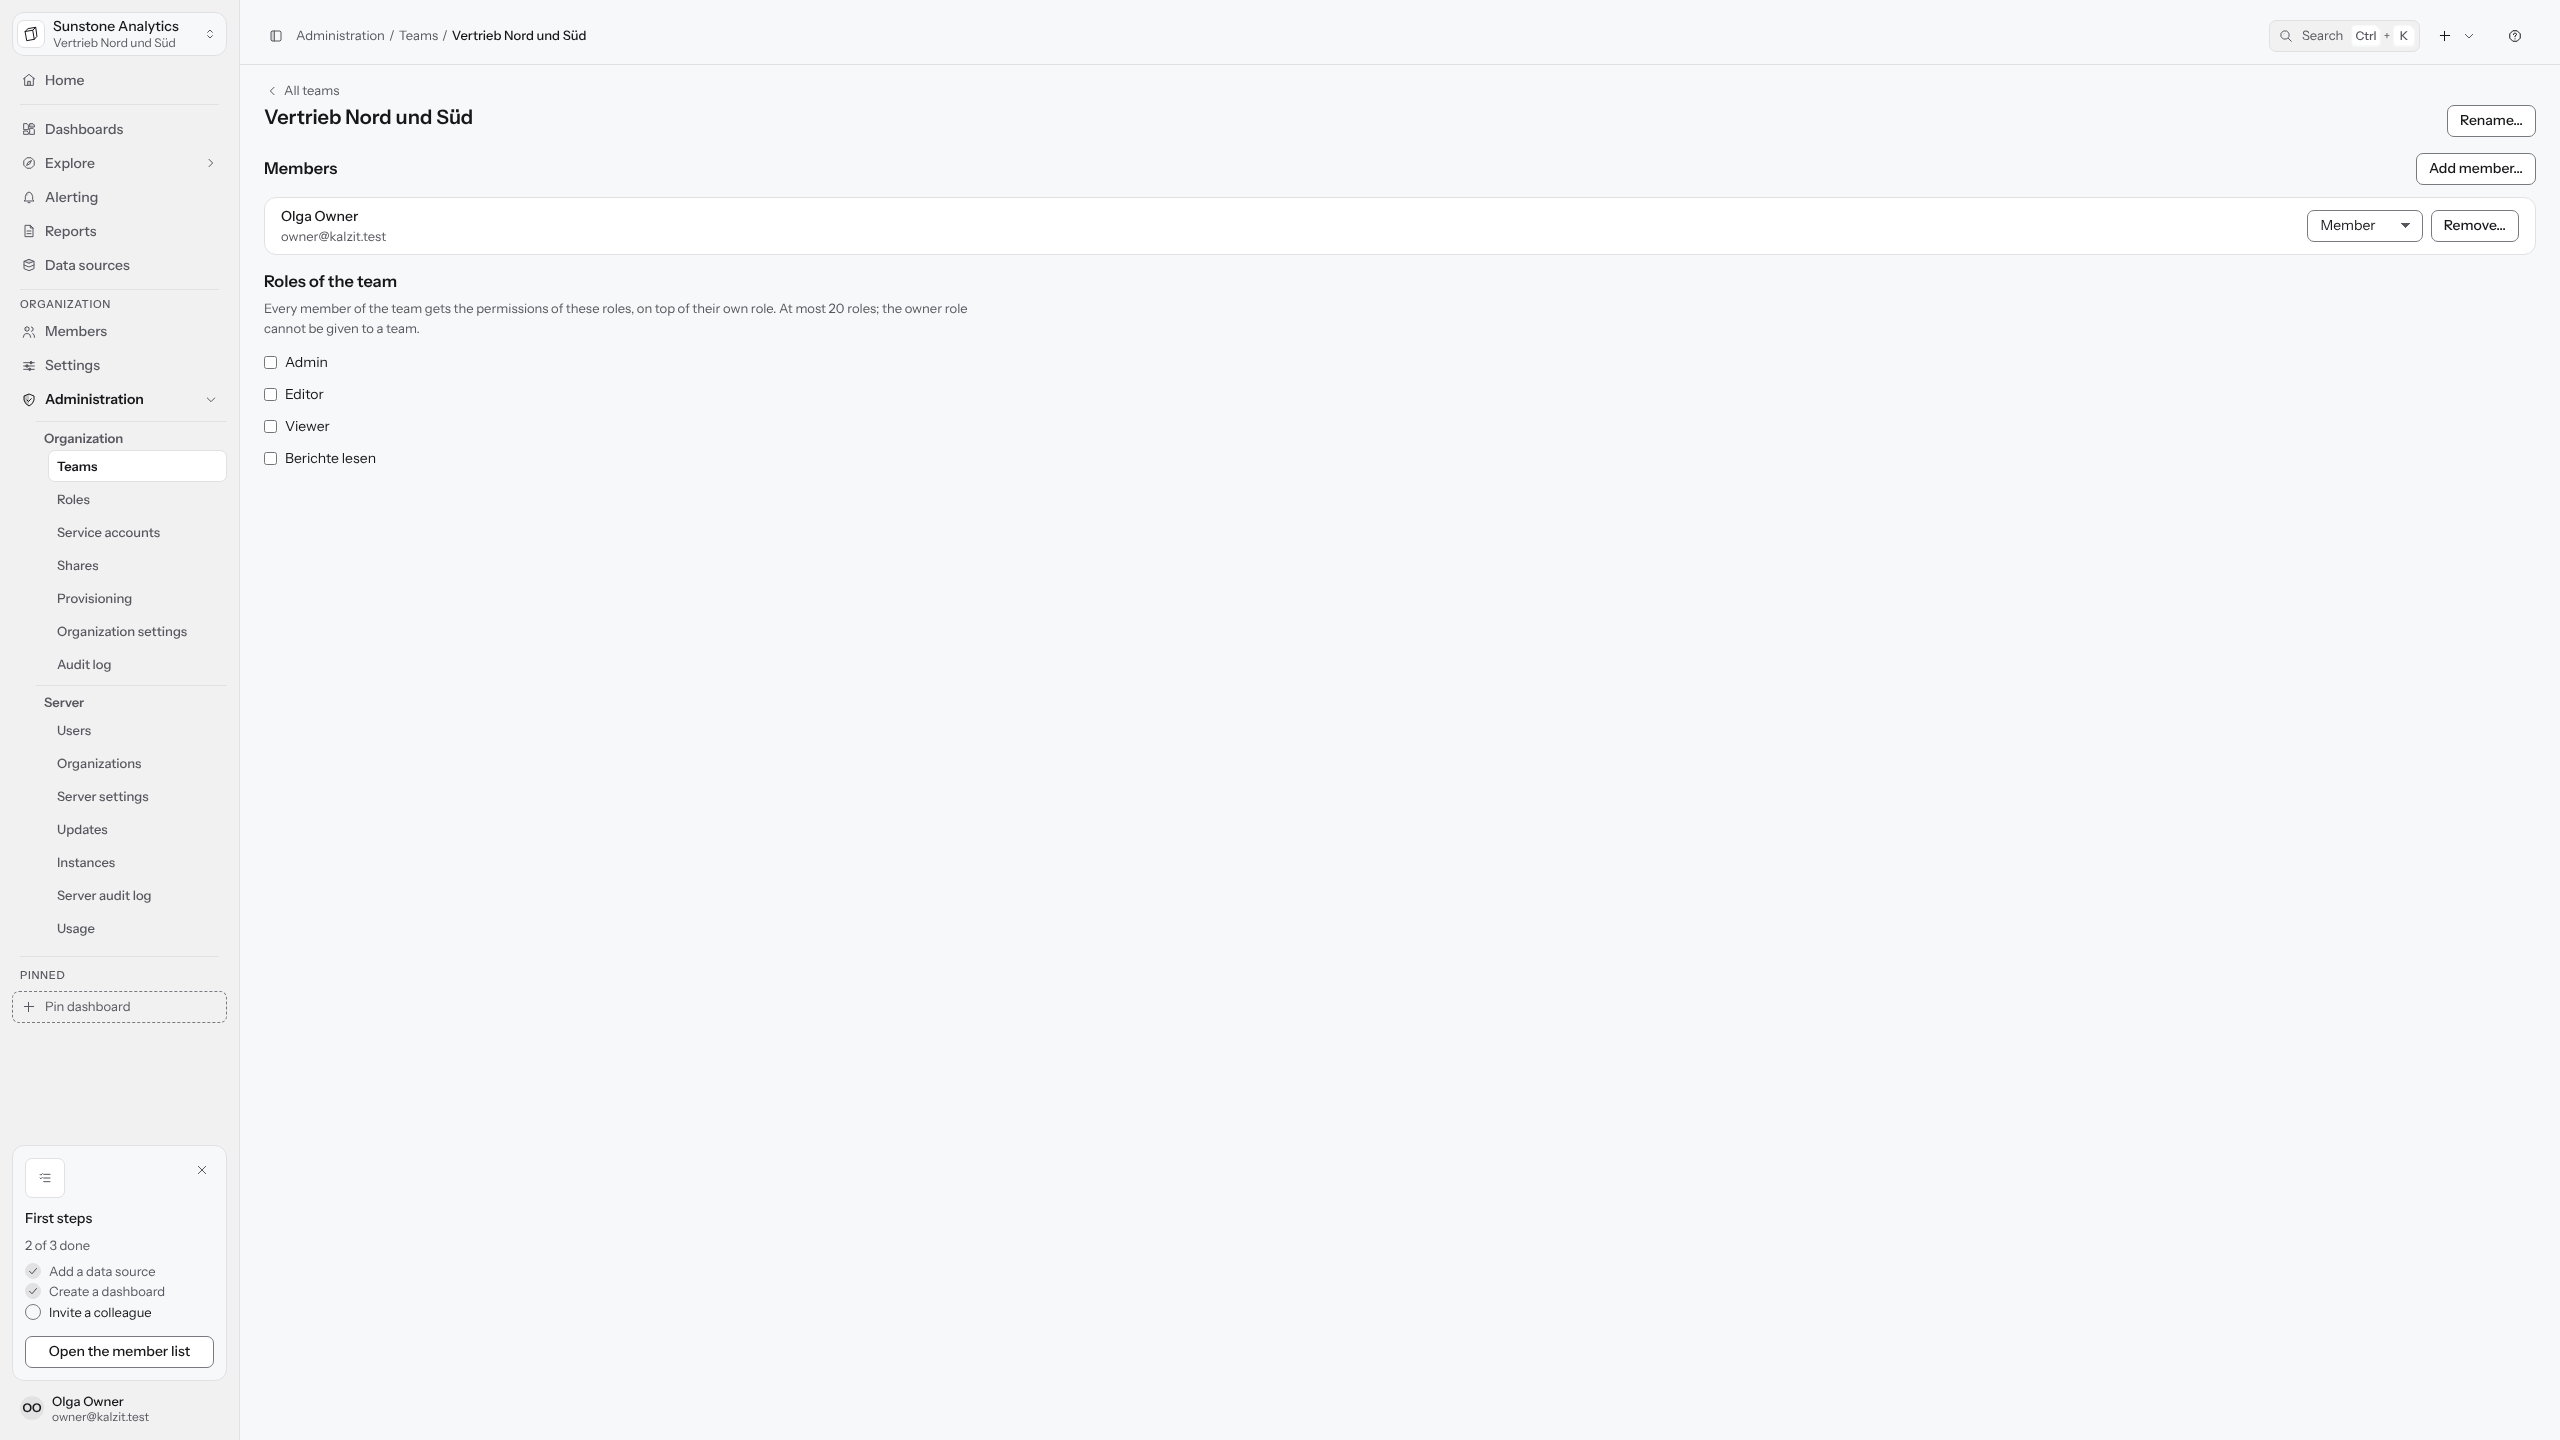 Sunstone Analytics
Vertrieb Nord und Süd
Home
Dashboards
Explore
Alerting
Reports
Data sources
ORGANIZATION
Members
Settings
Administration
Organization
Teams
Roles
Service accounts
Shares
Provisioning
Organization settings
Audit log
Server
Users
Organizations
Server settings
Updates
Instances
Server audit log
Usage
PINNED
Pin dashboard
First steps
2 of 3 done
Add a data source
Create a dashboard
Invite a colleague
Open the member list
OO
Olga Owner
owner@kalzit.test
Administration / Teams / Vertrieb Nord und Süd
Search Ctrl + K
All teams
Vertrieb Nord und Süd
Rename...
Members
Add member...
Olga Owner
owner@kalzit.test
Member
Remove...
Roles of the team
Every member of the team gets the permissions of these roles, on top of their own role. At most 20 roles; the owner role
cannot be given to a team.
Admin
Editor
Viewer
Berichte lesen